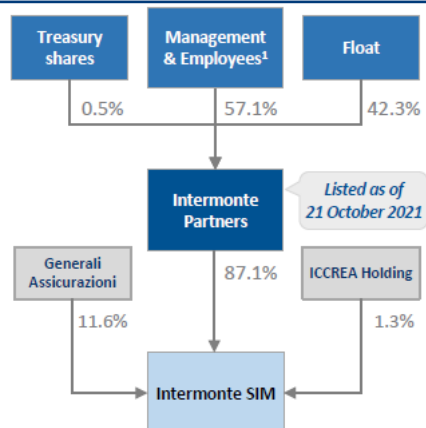 Treasury
shares
Management
& Employees¹
Float
0.5%
57.1%
42.3%
Intermonte
Partners
Listed as of
21 October 2021
Generali
Assicurazioni
87.1%
ICCREA Holding
11.6%
1.3%
Intermonte SIM